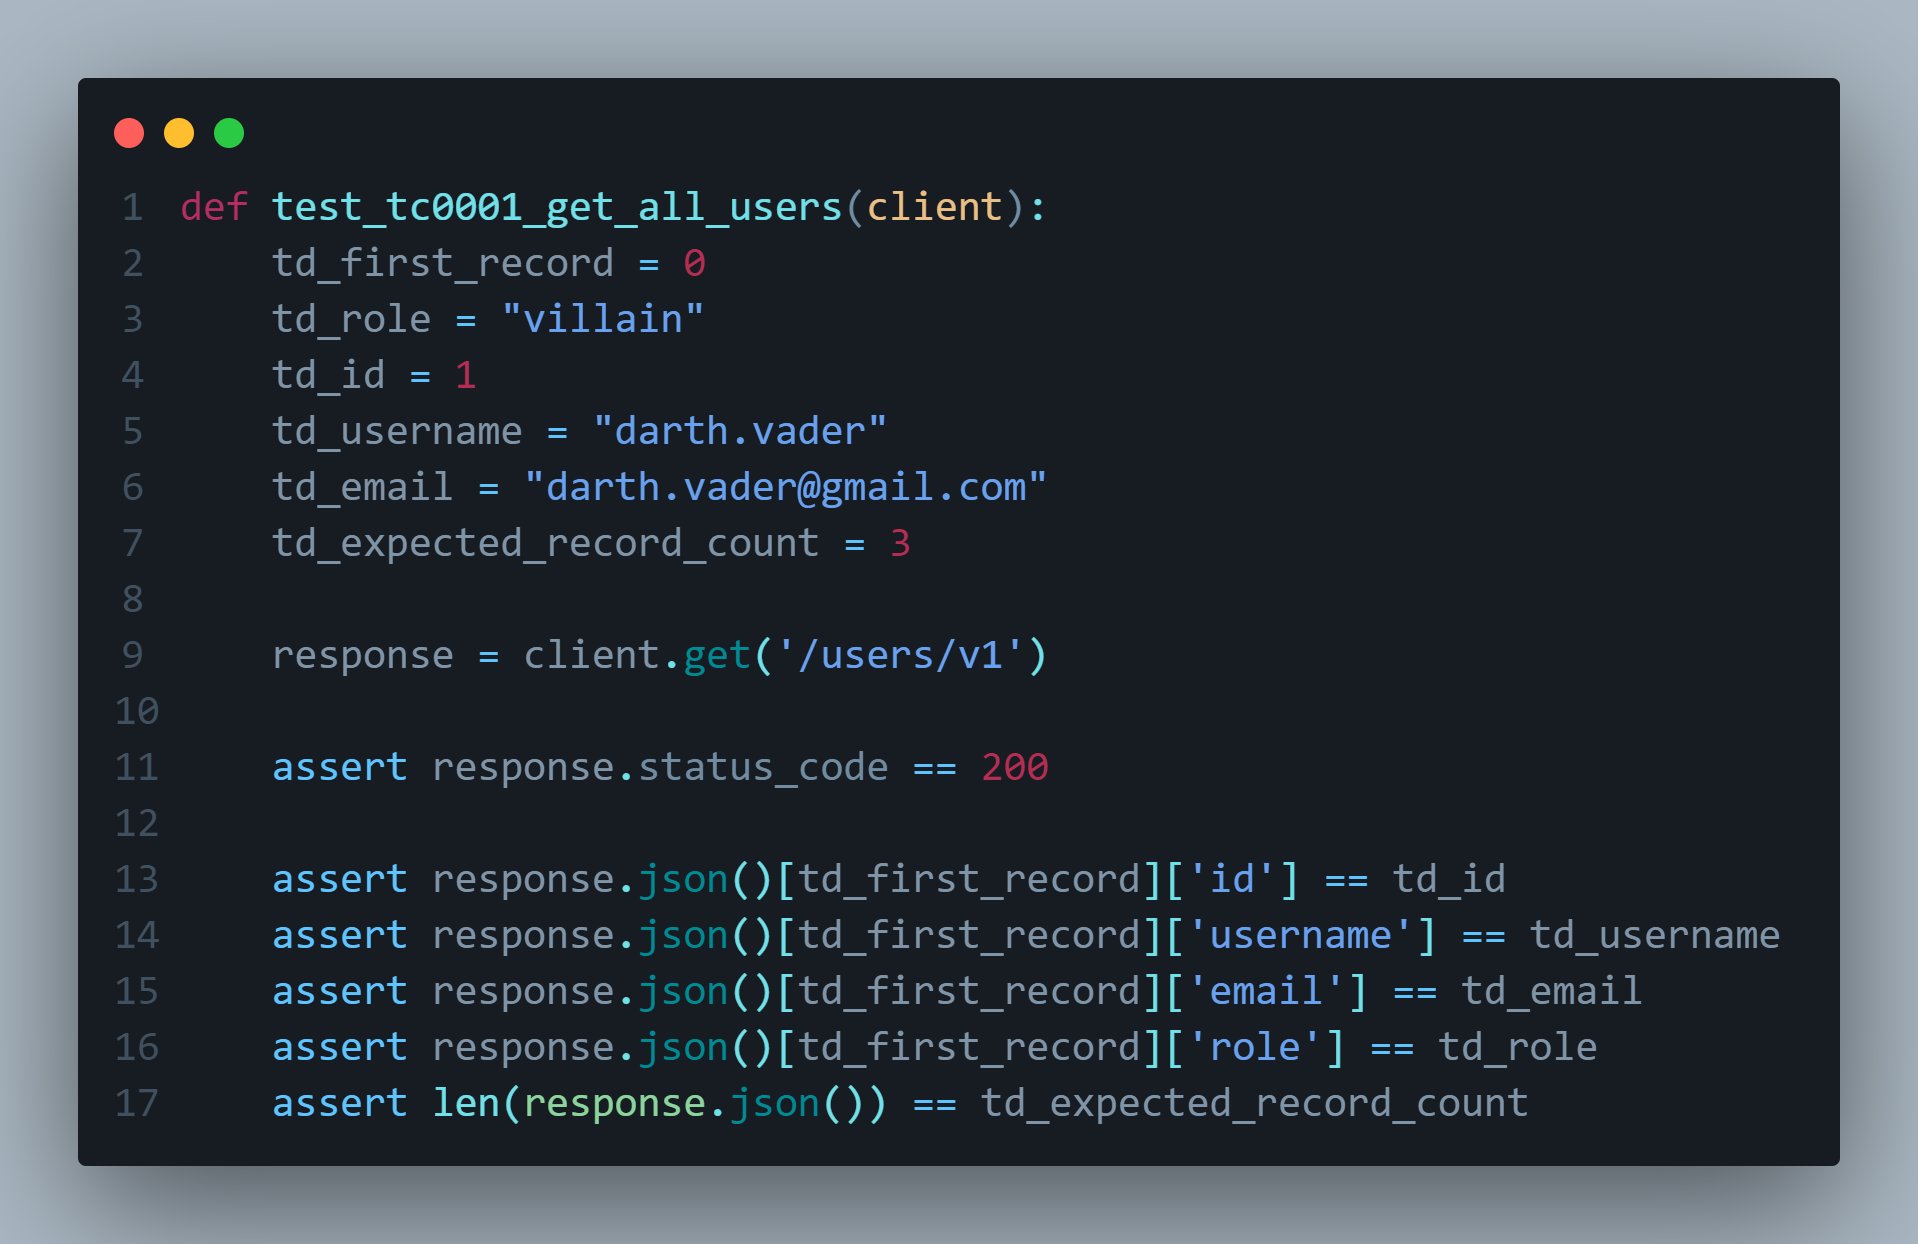 1 def test_tc0001_get_all_users(client):
2     td_first_record = 0
3     td_role = "villain"
4     td_id = 1
5     td_username = "darth.vader"
6     td_email = "darth.vader@gmail.com"
7     td_expected_record_count = 3
8
9     response = client.get('/users/v1')
10
11     assert response.status_code == 200
12
13     assert response.json()[td_first_record]['id'] == td_id
14     assert response.json()[td_first_record]['username'] == td_username
15     assert response.json()[td_first_record]['email'] == td_email
16     assert response.json()[td_first_record]['role'] == td_role
17     assert len(response.json()) == td_expected_record_count